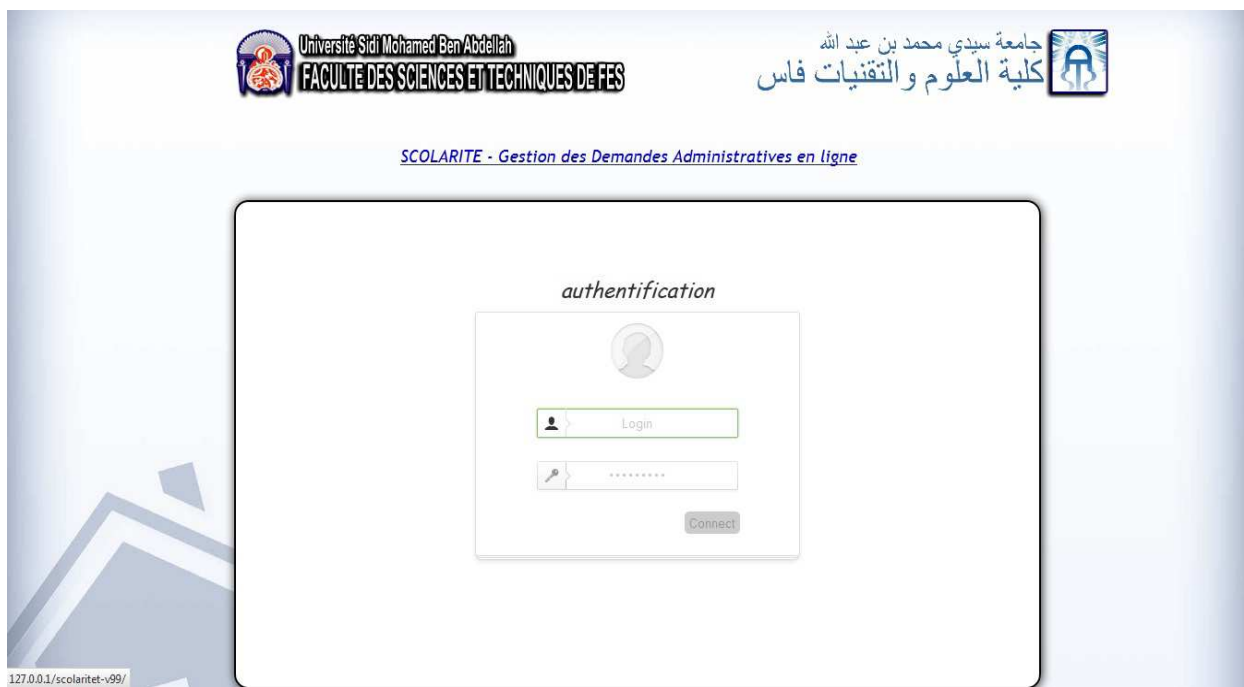 Université Sidi Mohamed Ben Abdellah
FACULTE DES SCIENCES ET TECHNIQUES DE FES
جامعة سيدي محمد بن عبد الله
كلية العلوم و التقنيات فاس
SCOLARITE - Gestion des Demandes Administratives en ligne
authentification
Login
Connect
127.0.0.1/scolaritet-v99/